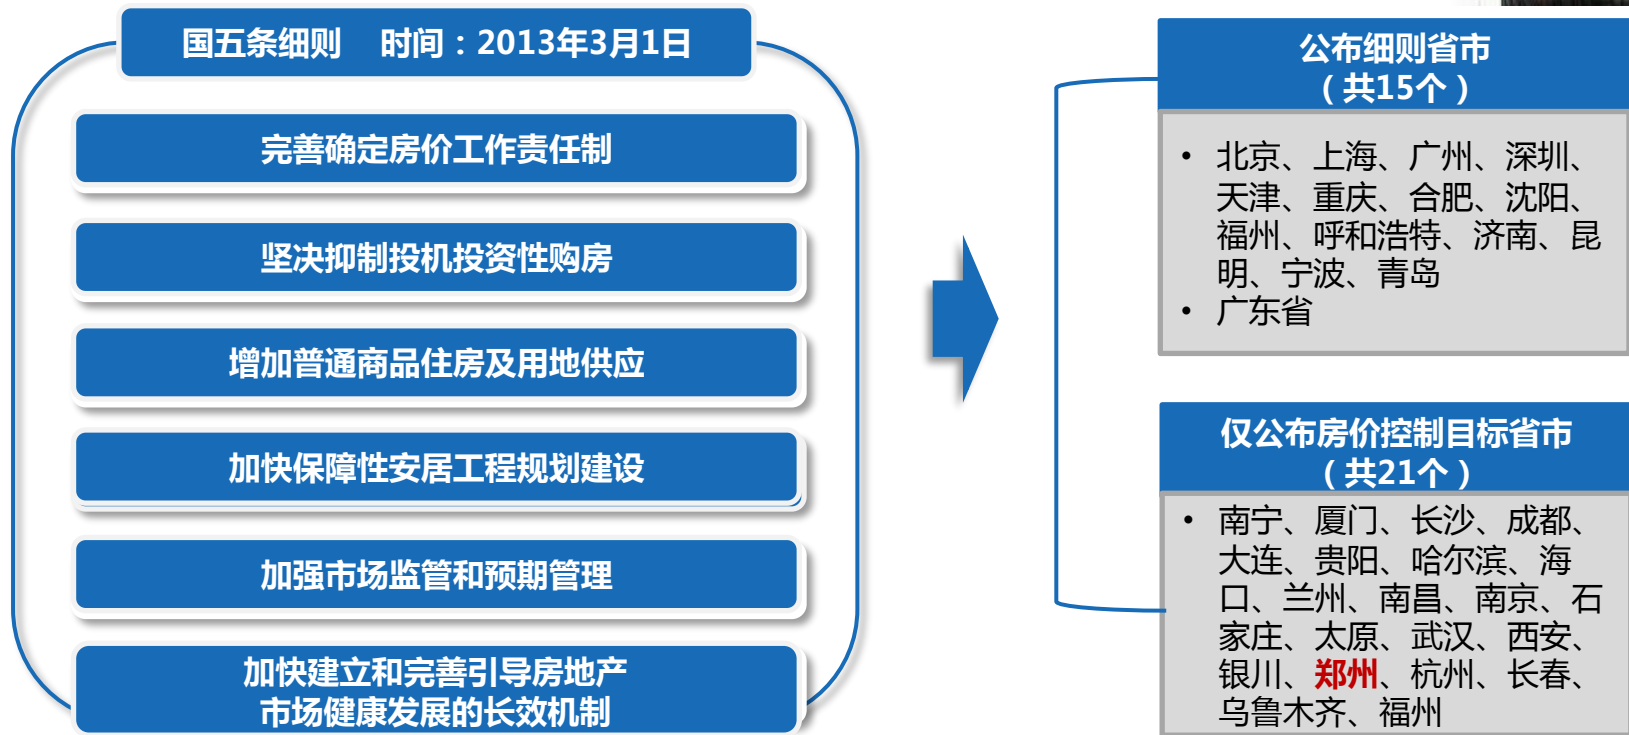 国五条细则 时间：2013年3月1日
完善确定房价工作责任制
坚决抑制投机投资性购房
增加普通商品住房及用地供应
加快保障性安居工程规划建设
加强市场监管和预期管理
加快建立和完善引导房地产
市场健康发展的长效机制
公布细则省市
（共15个）
• 北京、上海、广州、深圳、
天津、重庆、合肥、沈阳、
福州、呼和浩特、济南、昆
明、宁波、青岛
• 广东省
仅公布房价控制目标省市
（共21个）
• 南宁、厦门、长沙、成都、
大连、贵阳、哈尔滨、海
口、兰州、南昌、南京、石
家庄、太原、武汉、西安、
银川、郑州、杭州、长春、
乌鲁木齐、福州